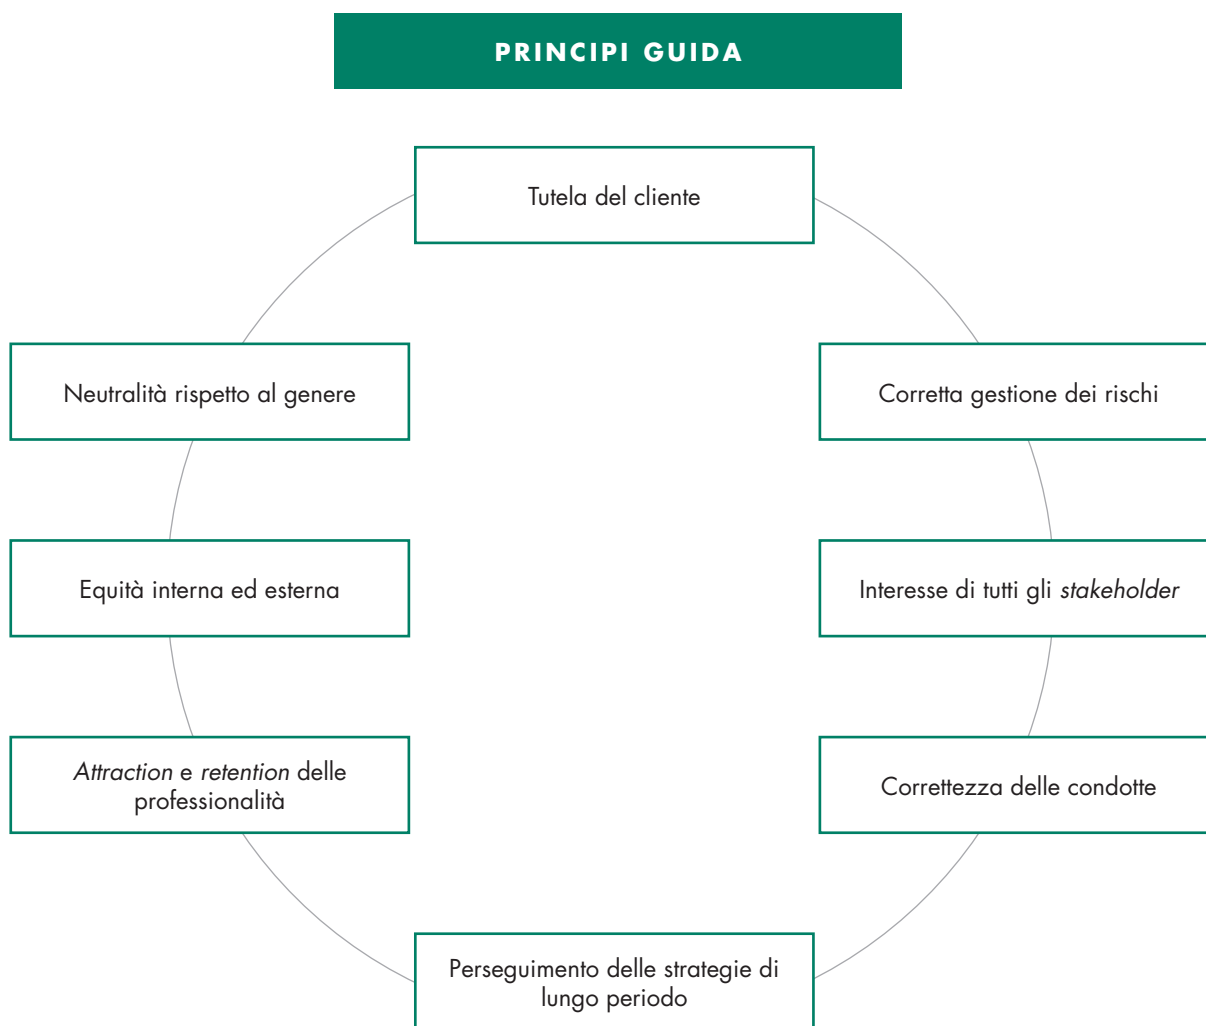 PRINCIPI GUIDA
Tutela del cliente
Neutralità rispetto al genere
Corretta gestione dei rischi
Equità interna ed esterna
Interesse di tutti gli stakeholder
Attraction e retention delle
professionalità
Correttezza delle condotte
Perseguimento delle strategie di
lungo periodo